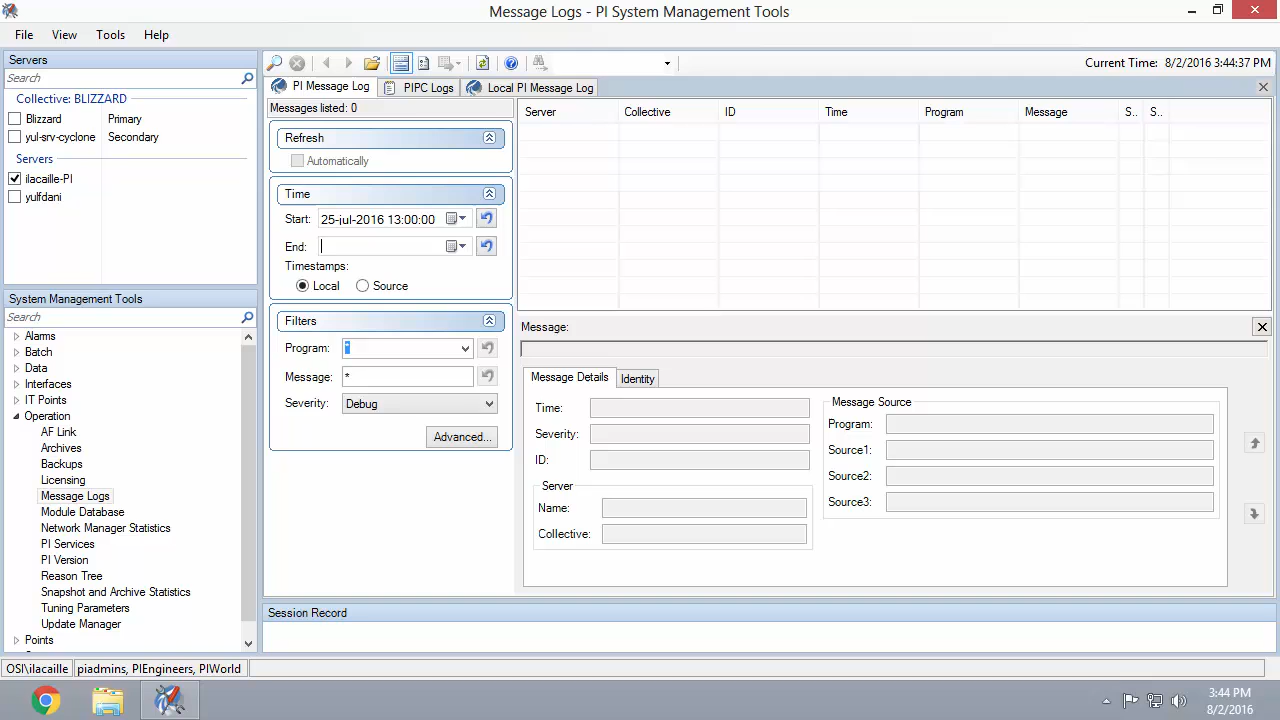 Message Logs - PI System Management Tools
File View Tools Help
Servers
Search
Collective: BLIZZARD
Blizzard Primary
yul-srv-cyclone Secondary
Servers
ilacaille-PI
yulfdani
System Management Tools
Search
Alarms
Batch
Data
Interfaces
IT Points
Operation
AF Link
Archives
Backups
Licensing
Message Logs
Module Database
Network Manager Statistics
PI Services
PI Version
Reason Tree
Snapshot and Archive Statistics
Tuning Parameters
Update Manager
Points
Current Time: 8/2/2016 3:44:37 PM
PI Message Log PIPC Logs Local PI Message Log
Messages listed: 0
Refresh
Automatically
Time
Start: 25-jul-2016 13:00:00
End:
Timestamps:
Local Source
Filters
Program: *
Message: *
Severity: Debug
Advanced...
Server Collective ID Time Program Message S.. S..
Message:
Message Details Identity
Time:
Severity:
ID:
Server
Name:
Collective:
Message Source
Program:
Source1:
Source2:
Source3:
Session Record
OSI\ilacaille piadmins, PIEngineers, PIWorld
3:44 PM
8/2/2016